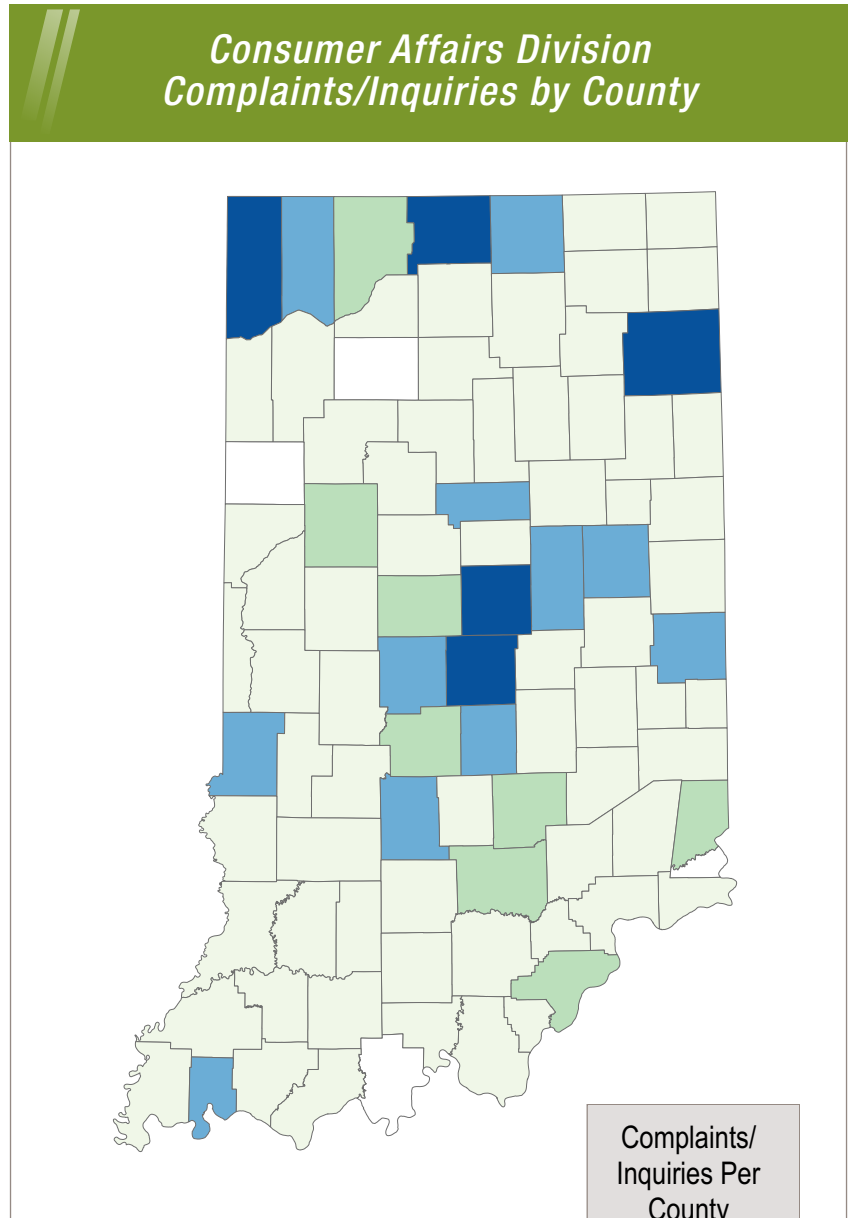 Consumer Affairs Division
Complaints/Inquiries by County
Complaints/
Inquiries Per
County